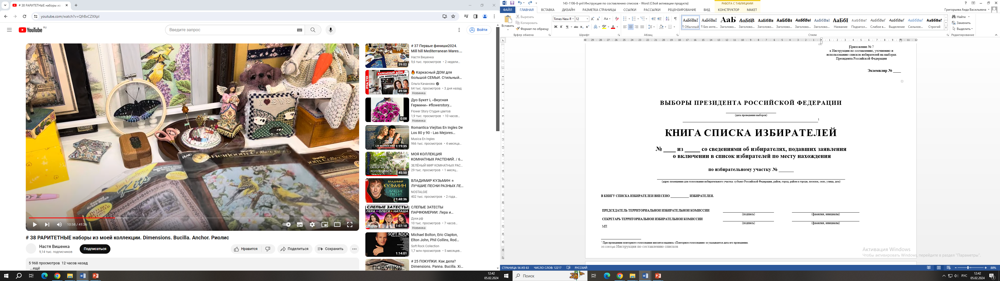 # 38 РАРИТЕТНЫЕ наборы из
youtube.com/watch?v=QfrBxCZXXpI
YouTube RU
Введите запрос
Войти
10:58 / 41:36
# 38 РАРИТЕТНЫЕ наборы из моей коллекции. Dimensions. Bucilla. Anchor. Риолис
Настя Вишенка
9,14 тыс. подписчиков
Подписаться
Нравится
Поделиться
Сохранить
5 968 просмотров 12 часов назад
...ещё
# 37 Первые финиши2024.
Mill hill Mediterranean Mares....
Настя Вишенка
9,6 тыс. просмотров • 2 недели...
39:02
🔥 Каркасный ДОМ для
большой СЕМЬИ. Стильный...
Ольга Качанова
64 тыс. просмотров • 3 дня назад
Новинка
КАРКАСНЫЙ ДОМ
ДЛЯ МНОГОДЕТНЫХ
РУМ ТУР
49:58
Дуо Букет L «Вкусная
Гермини» #flowerstory...
Flower Story Студия цветов
1,9 тыс. просмотров • 10 часов...
Новинка
0:08
Romantica Viejitas En Ingles De
Los 80 y 90 - Las Mejores...
Musica En Ingles
966 тыс. просмотров • 4 месяца...
1:19:35
МОЯ КОЛЛЕКЦИЯ
КОМНАТНЫХ РАСТЕНИЙ. / 6...
ЗЕЛЁНЫЙ МИР КОМНАТНЫХ РАС...
29 тыс. просмотров • 1 месяц...
ОБЗОР МОЕЙ
КОЛЛЕКЦИИ
45:50
ВЛАДИМИР КУЗЬМИН ✭
ЛУЧШИЕ ПЕСНИ РАЗНЫХ ЛЕ...
NOSTALGIE
402 тыс. просмотров • 2 года...
ВЛАДИМИР
КУЗЬМИН
ЛУЧШИЕ
ПЕСНИ
1:48:36
СЛЕПЫЕ ЗАТЕСТЫ
ПАРФЮМЕРИИ: Лера и...
Духи.рф
10 тыс. просмотров • 7 часов...
Новинка
СЛЕПЫЕ ЗАТЕСТЫ
ЛЕРА • ОЛЕСЯ • НАТАША
1:07:18
Michael Bolton, Eric Clapton,
Elton John, Phil Collins, Rod...
Soft Rock Collection
1,7 млн просмотров • 5 месяцев...
SOFT ROCK
1:14:01
# 25 ПОКУПКИ. Как дела?
Dimensions. Panna. Bucilla. Xi...
ПОКУПКИ
I ♥ EWE
PLAID
Heirloom Collection
Bucilla
Kits
12:42
05.02.2024
143-1106-8-pril Инструкция по составлению списков - Word (Сбой активации продукта)
РАБОТА С ТАБЛИЦАМИ
ФАЙЛ ГЛАВНАЯ ВСТАВКА ДИЗАЙН РАЗМЕТКА СТРАНИЦЫ ССЫЛКИ РАССЫЛКИ РЕЦЕНЗИРОВАНИЕ ВИД КОНСТРУКТОР МАКЕТ
Григорьева Аида Васильевна
Вставить
Вырезать
Копировать
Формат по образцу
Буфер обмена
Times New R 12
Ж К Ч abc x₂ x²
Шрифт
Абзац
¶ Обычный ¶ Без инте... Заголово... Заголово... Заголово... Заголово... Заголово... Заголово... Название Подзагол... Слабое в... Выделение Сильное... Строгий
Стили
Найти
Заменить
Выделить
Редактирование
Приложение № 7
к Инструкции по составлению, уточнению и
использованию списков избирателей на выборах
Президента Российской Федерации
Экземпляр № ____
ВЫБОРЫ ПРЕЗИДЕНТА РОССИЙСКОЙ ФЕДЕРАЦИИ
(дата проведения выборов)
1
КНИГА СПИСКА ИЗБИРАТЕЛЕЙ
№ ____ из _____ со сведениями об избирателях, подавших заявления
о включении в список избирателей по месту нахождения
по избирательному участку № ______
(адрес помещения для голосования избирательного участка: субъект Российской Федерации, район, город, район в городе, поселок, село, улица, дом)
В КНИГУ СПИСКА ИЗБИРАТЕЛЕЙ ВНЕСЕНО ___________ ИЗБИРАТЕЛЕЙ.
ПРЕДСЕДАТЕЛЬ ТЕРРИТОРИАЛЬНОЙ ИЗБИРАТЕЛЬНОЙ КОМИССИИ
(подпись) (фамилия, инициалы)
СЕКРЕТАРЬ ТЕРРИТОРИАЛЬНОЙ ИЗБИРАТЕЛЬНОЙ КОМИССИИ
(подпись) (фамилия, инициалы)
МП
1 При проведении повторного голосования вносится надпись «Повторное голосование» и указывается дата его проведения.
143-1106-8-pril Инструкция по составлению списков
Активация Windows
Чтобы активировать Windows, перейдите в раздел "Параметры".
СТРАНИЦА 56 ИЗ 63 ЧИСЛО СЛОВ: 12217 РУССКИЙ
80%
Поиск
РУС
12:42
05.02.2024